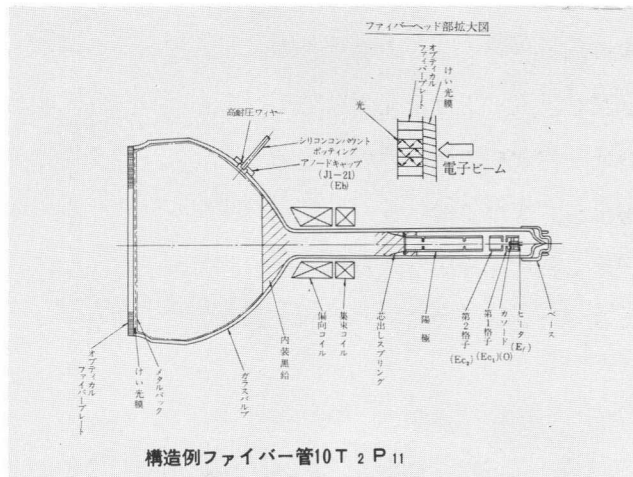 ファイバーヘッド部拡大図
オプティカル
ファイバープレート
けい光膜
光
電子ビーム
高耐圧ワイヤー
シリコンコンパウント
ポッティング
アノードキャップ
(J1-21)
(Eb)
オプティカル
ファイバープレート
けい光膜
メタルバック
ガラスバルブ
内装黒鉛
偏向コイル
集束コイル
芯出しスプリング
陽極
第2格子
(Ec2)
第1格子
(Ec1)
カソード
(O)
ヒータ
(Ef)
ベース
構造例ファイバー管10T2P11